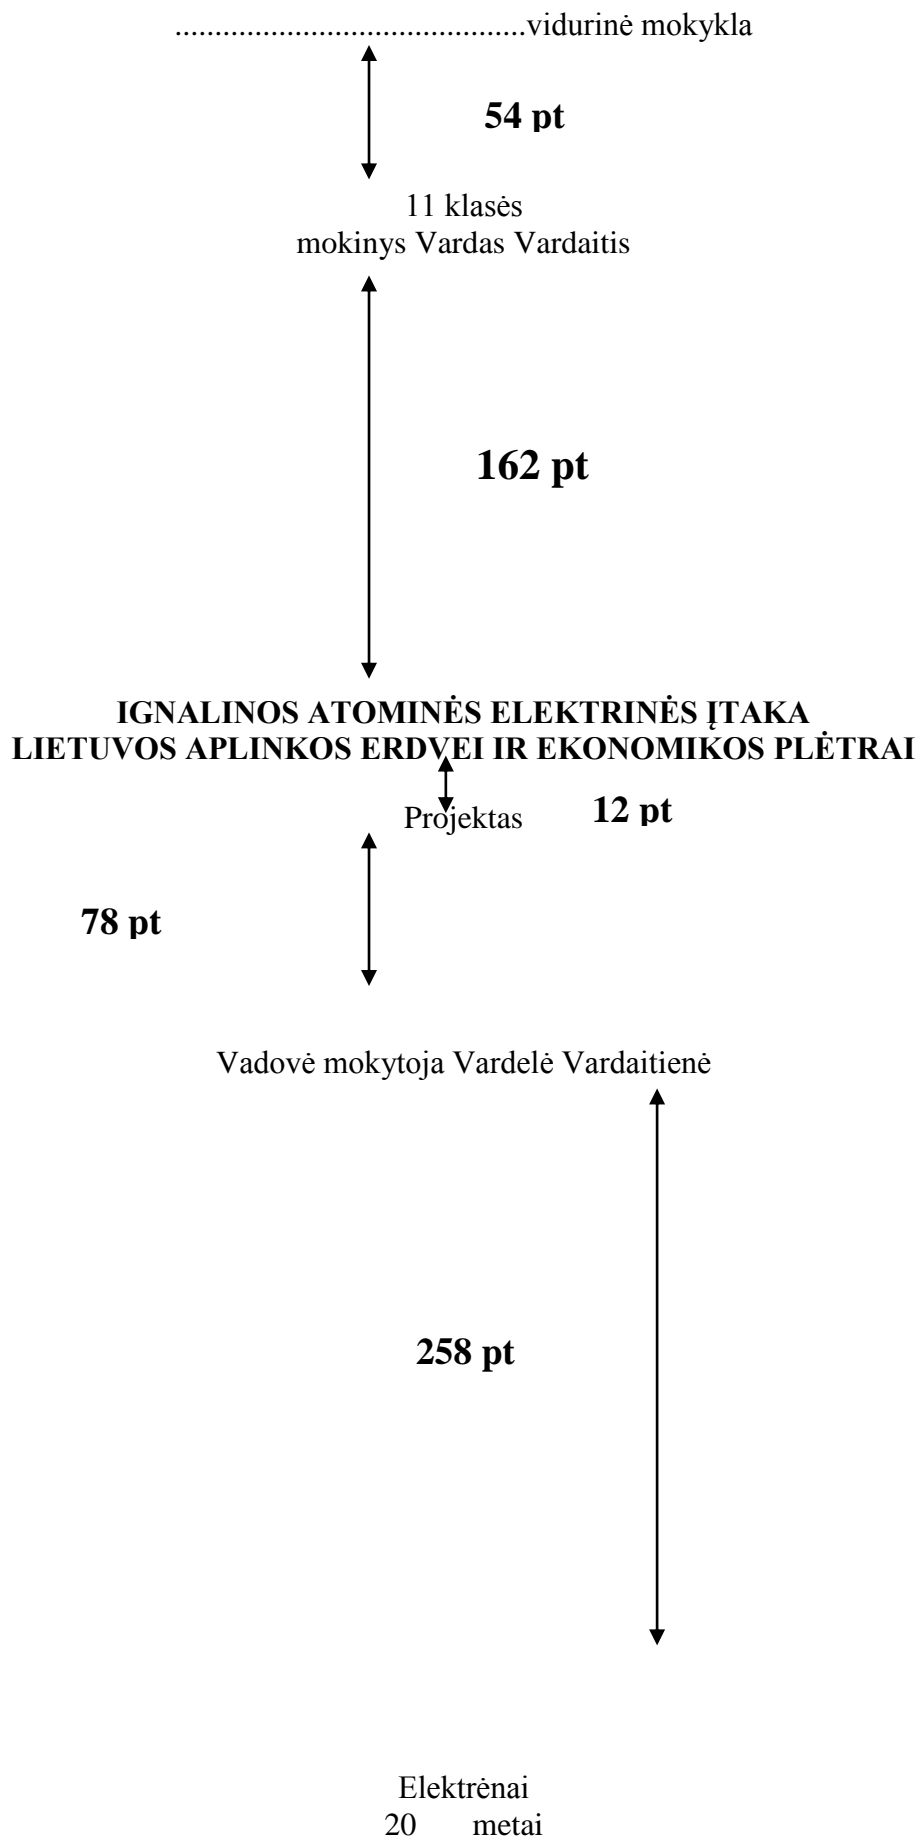 ............................................vidurinė mokykla
54 pt
11 klasės
mokinys Vardas Vardaitis
162 pt
IGNALINOS ATOMINĖS ELEKTRINĖS ĮTAKA
LIETUVOS APLINKOS ERDVEI IR EKONOMIKOS PLĖTRAI
Projektas 12 pt
78 pt
Vadovė mokytoja Vardelė Vardaitienė
258 pt
Elektrėnai
20 metai